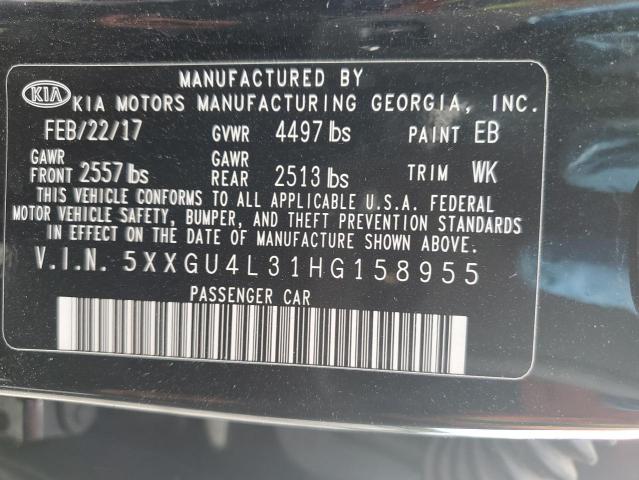 MANUFACTURED BY
KIA KIA MOTORS MANUFACTURING GEORGIA, INC.
FEB/22/17 GVWR 4497 lbs PAINT EB
GAWR FRONT 2557 lbs GAWR REAR 2513 lbs TRIM WK
THIS VEHICLE CONFORMS TO ALL APPLICABLE U.S.A. FEDERAL
MOTOR VEHICLE SAFETY, BUMPER, AND THEFT PREVENTION STANDARDS
IN EFFECT ON THE DATE OF MANUFACTURE SHOWN ABOVE.
V.I.N. 5XXGU4L31HG158955
PASSENGER CAR